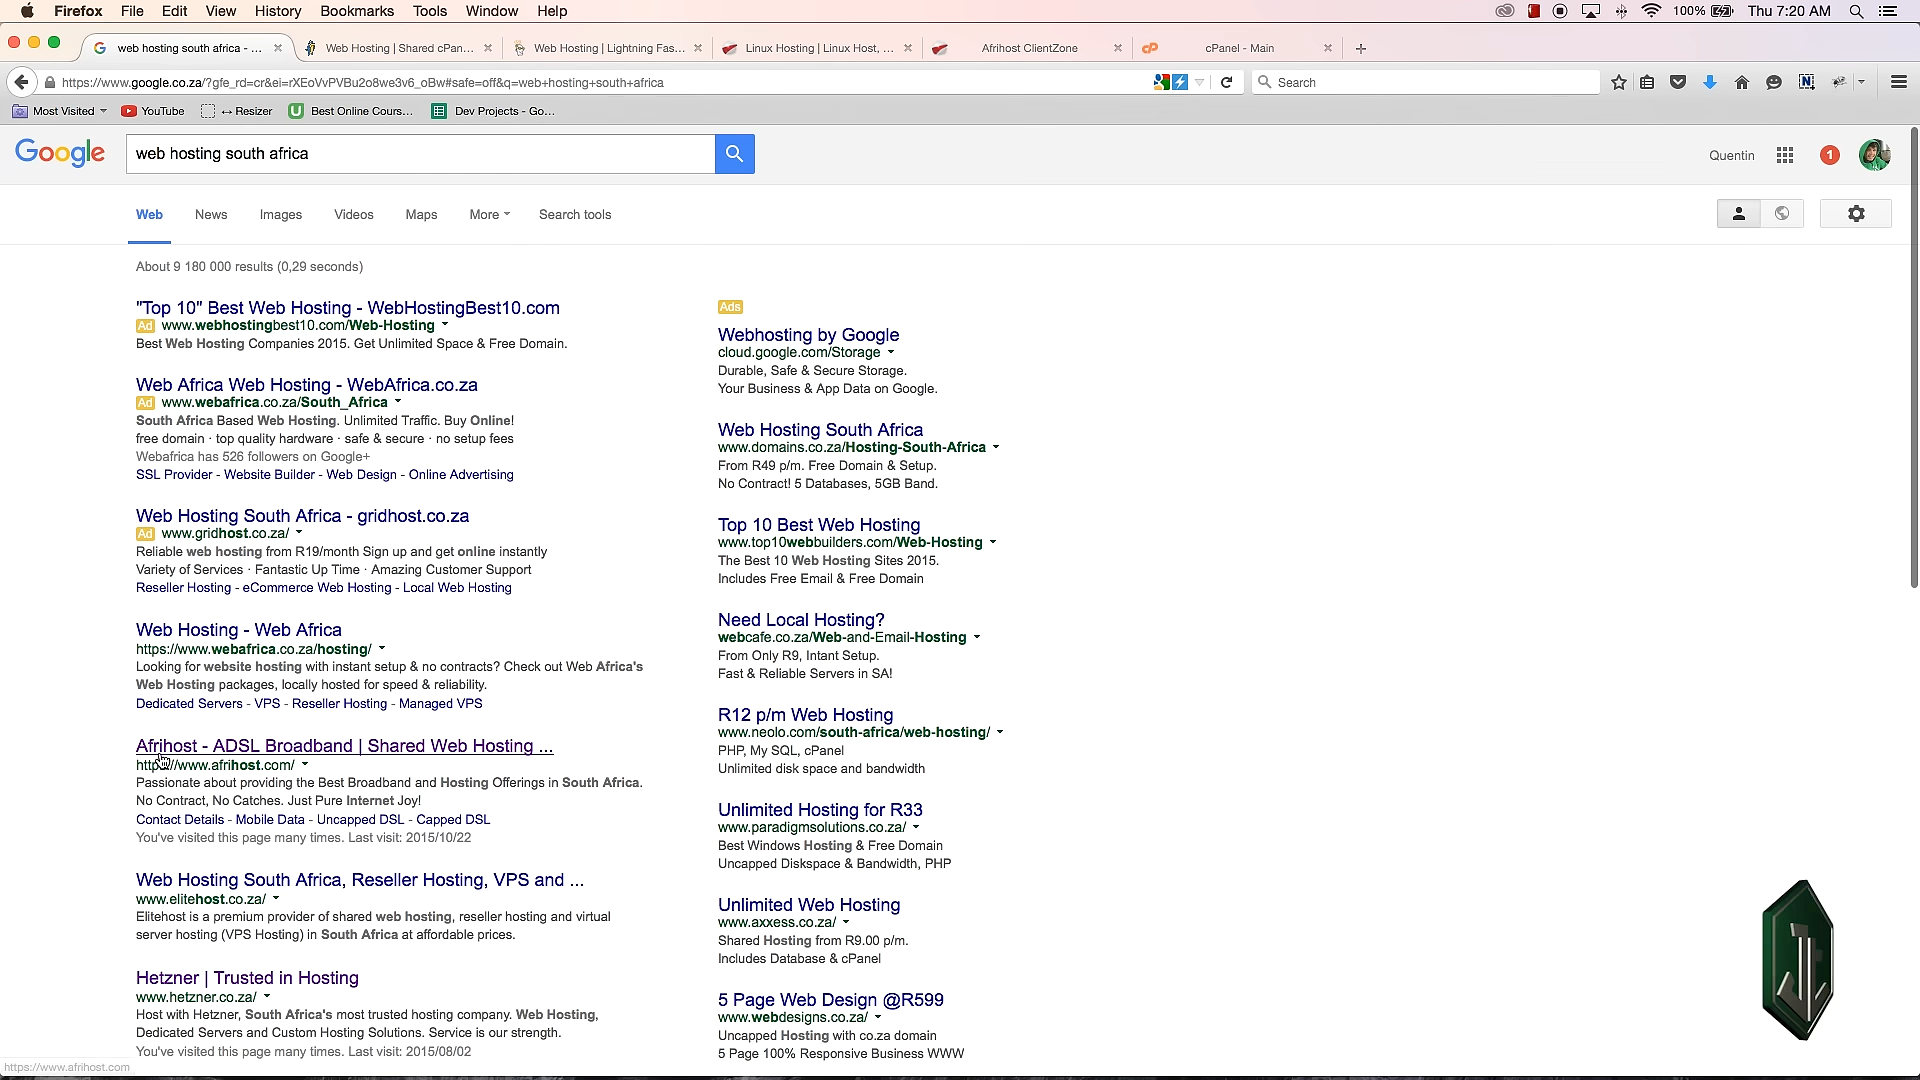 Firefox File Edit View History Bookmarks Tools Window Help
100% Thu 7:20 AM
web hosting south africa - ...
Web Hosting | Shared cPan...
Web Hosting | Lightning Fas...
Linux Hosting | Linux Host, ...
Afrihost ClientZone
cPanel - Main
https://www.google.co.za/?gfe_rd=cr&ei=rXEoVvPVBu2o8we3v6_oBw#safe=off&q=web+hosting+south+africa
Search
Most Visited
YouTube
↔ Resizer
Best Online Cours...
Dev Projects - Go...
Google
web hosting south africa
Quentin
1
Web News Images Videos Maps More Search tools
About 9 180 000 results (0,29 seconds)
"Top 10" Best Web Hosting - WebHostingBest10.com
Ad www.webhostingbest10.com/Web-Hosting
Best Web Hosting Companies 2015. Get Unlimited Space & Free Domain.
Web Africa Web Hosting - WebAfrica.co.za
Ad www.webafrica.co.za/South_Africa
South Africa Based Web Hosting. Unlimited Traffic. Buy Online!
free domain · top quality hardware · safe & secure · no setup fees
Webafrica has 526 followers on Google+
SSL Provider - Website Builder - Web Design - Online Advertising
Web Hosting South Africa - gridhost.co.za
Ad www.gridhost.co.za/
Reliable web hosting from R19/month Sign up and get online instantly
Variety of Services · Fantastic Up Time · Amazing Customer Support
Reseller Hosting - eCommerce Web Hosting - Local Web Hosting
Web Hosting - Web Africa
https://www.webafrica.co.za/hosting/
Looking for website hosting with instant setup & no contracts? Check out Web Africa's
Web Hosting packages, locally hosted for speed & reliability.
Dedicated Servers - VPS - Reseller Hosting - Managed VPS
Afrihost - ADSL Broadband | Shared Web Hosting ...
https://www.afrihost.com/
Passionate about providing the Best Broadband and Hosting Offerings in South Africa.
No Contract, No Catches. Just Pure Internet Joy!
Contact Details - Mobile Data - Uncapped DSL - Capped DSL
You've visited this page many times. Last visit: 2015/10/22
Web Hosting South Africa, Reseller Hosting, VPS and ...
www.elitehost.co.za/
Elitehost is a premium provider of shared web hosting, reseller hosting and virtual
server hosting (VPS Hosting) in South Africa at affordable prices.
Hetzner | Trusted in Hosting
www.hetzner.co.za/
Host with Hetzner, South Africa's most trusted hosting company. Web Hosting,
Dedicated Servers and Custom Hosting Solutions. Service is our strength.
You've visited this page many times. Last visit: 2015/08/02
Ads
Webhosting by Google
cloud.google.com/Storage
Durable, Safe & Secure Storage.
Your Business & App Data on Google.
Web Hosting South Africa
www.domains.co.za/Hosting-South-Africa
From R49 p/m. Free Domain & Setup.
No Contract! 5 Databases, 5GB Band.
Top 10 Best Web Hosting
www.top10webbuilders.com/Web-Hosting
The Best 10 Web Hosting Sites 2015.
Includes Free Email & Free Domain
Need Local Hosting?
webcafe.co.za/Web-and-Email-Hosting
From Only R9, Intant Setup.
Fast & Reliable Servers in SA!
R12 p/m Web Hosting
www.neolo.com/south-africa/web-hosting/
PHP, My SQL, cPanel
Unlimited disk space and bandwidth
Unlimited Hosting for R33
www.paradigmsolutions.co.za/
Best Windows Hosting & Free Domain
Uncapped Diskspace & Bandwidth, PHP
Unlimited Web Hosting
www.axxess.co.za/
Shared Hosting from R9.00 p/m.
Includes Database & cPanel
5 Page Web Design @R599
www.webdesigns.co.za/
Uncapped Hosting with co.za domain
5 Page 100% Responsive Business WWW
https://www.afrihost.com